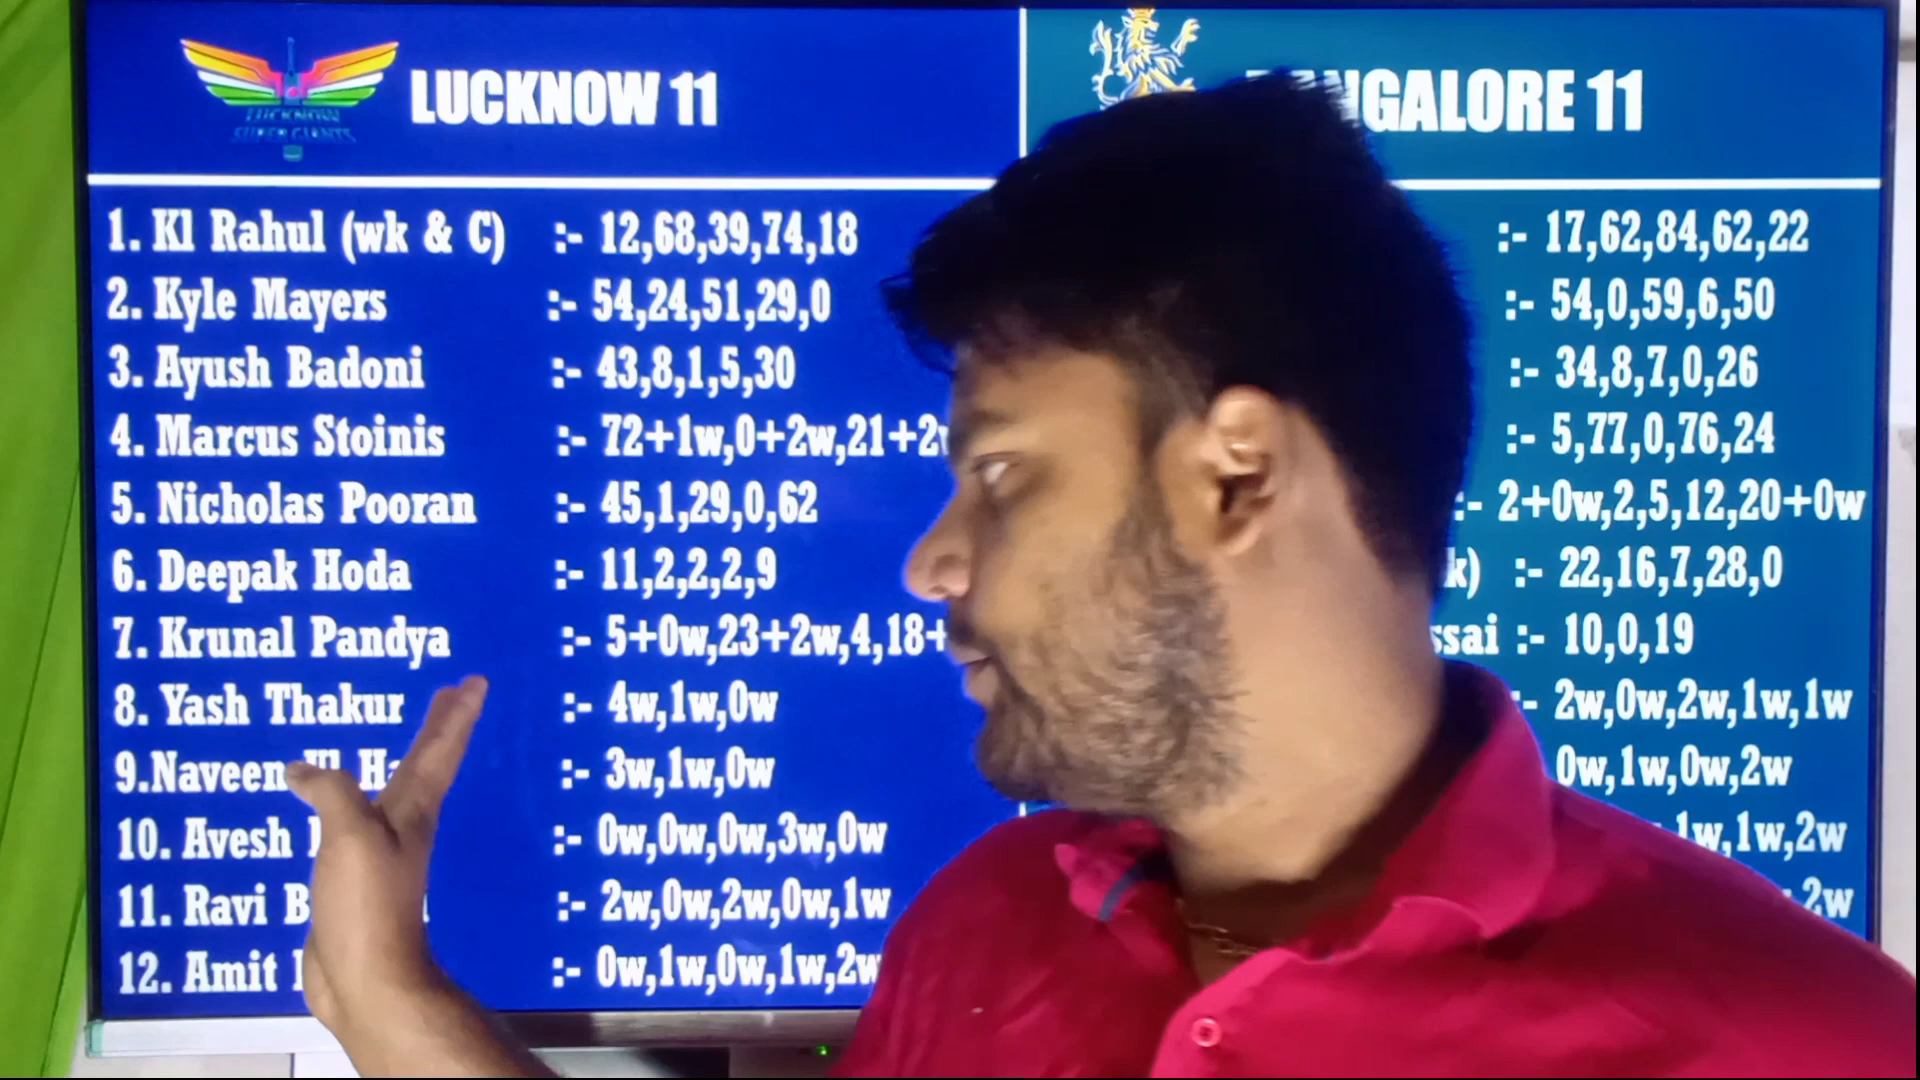 LUCKNOW
SUPER GIANTS
LUCKNOW 11
1. Kl Rahul (wk & C) :- 12,68,39,74,18
2. Kyle Mayers :- 54,24,51,29,0
3. Ayush Badoni :- 43,8,1,5,30
4. Marcus Stoinis :- 72+1w,0+2w,21+2
5. Nicholas Pooran :- 45,1,29,0,62
6. Deepak Hoda :- 11,2,2,2,9
7. Krunal Pandya :- 5+0w,23+2w,4,18+
8. Yash Thakur :- 4w,1w,0w
9.Naveen :- 3w,1w,0w
10. Avesh :- 0w,0w,0w,3w,0w
11. Ravi :- 2w,0w,2w,0w,1w
12. Amit :- 0w,1w,0w,1w,2w
NGALORE 11
:- 17,62,84,62,22
:- 54,0,59,6,50
:- 34,8,7,0,26
:- 5,77,0,76,24
:- 2+0w,2,5,12,20+0w
k) :- 22,16,7,28,0
ssai :- 10,0,19
:- 2w,0w,2w,1w,1w
0w,1w,0w,2w
1w,1w,2w
2w